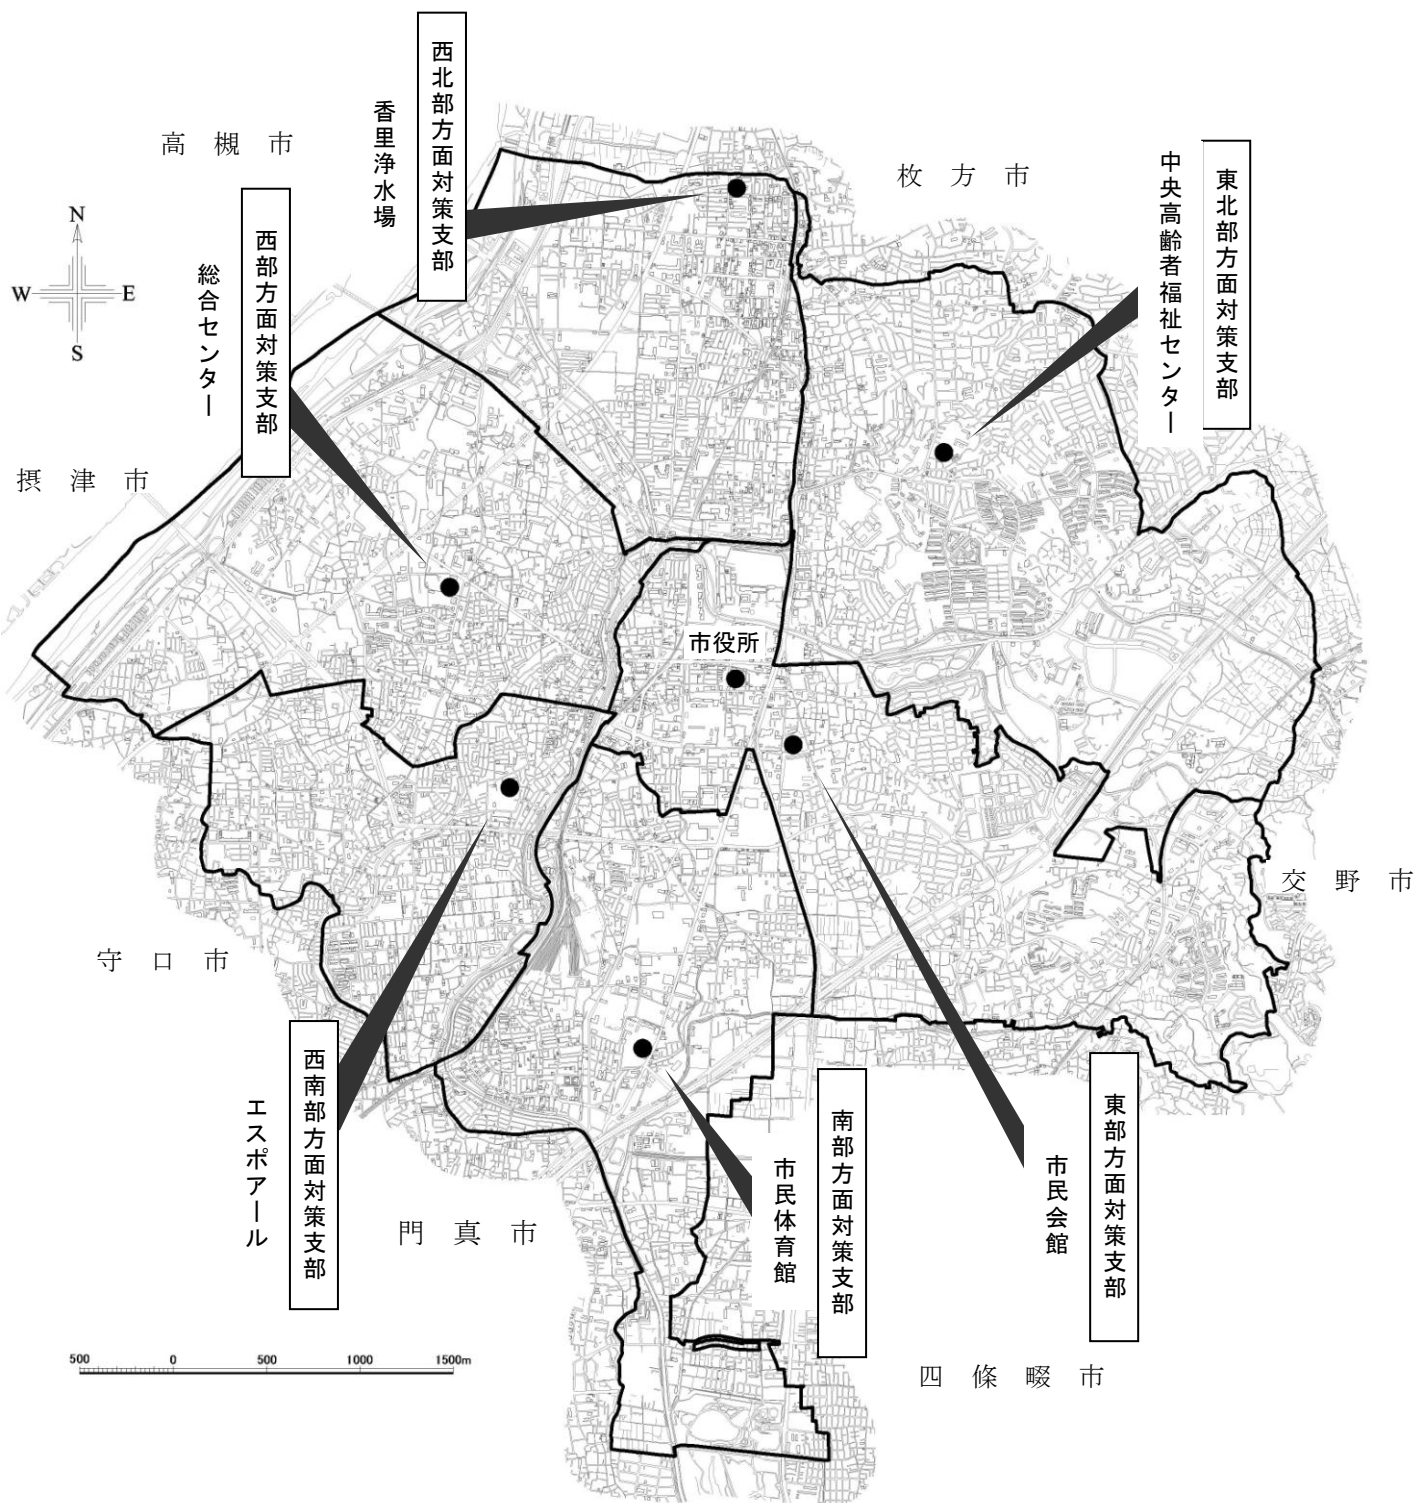 西北部方面対策支部
香里浄水場
高槻市
枚方市
東北部方面対策支部
中央高齢者福祉センター
西部方面対策支部
総合センター
N
W
E
S
摂津市
市役所
交野市
守口市
西南部方面対策支部
エスポアール
門真市
南部方面対策支部
市民体育館
東部方面対策支部
市民会館
四條畷市
500 0 500 1000 1500m